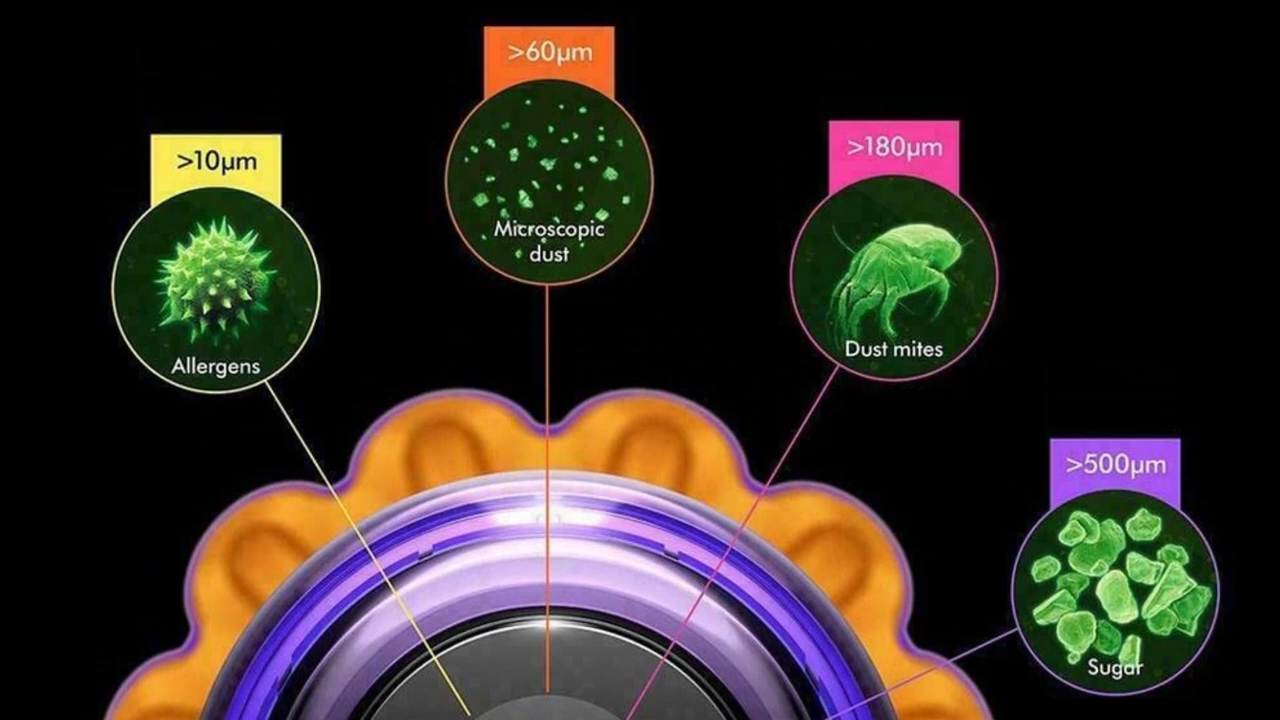 >10µm
Allergens
>60µm
Microscopic
dust
>180µm
Dust mites
>500µm
Sugar